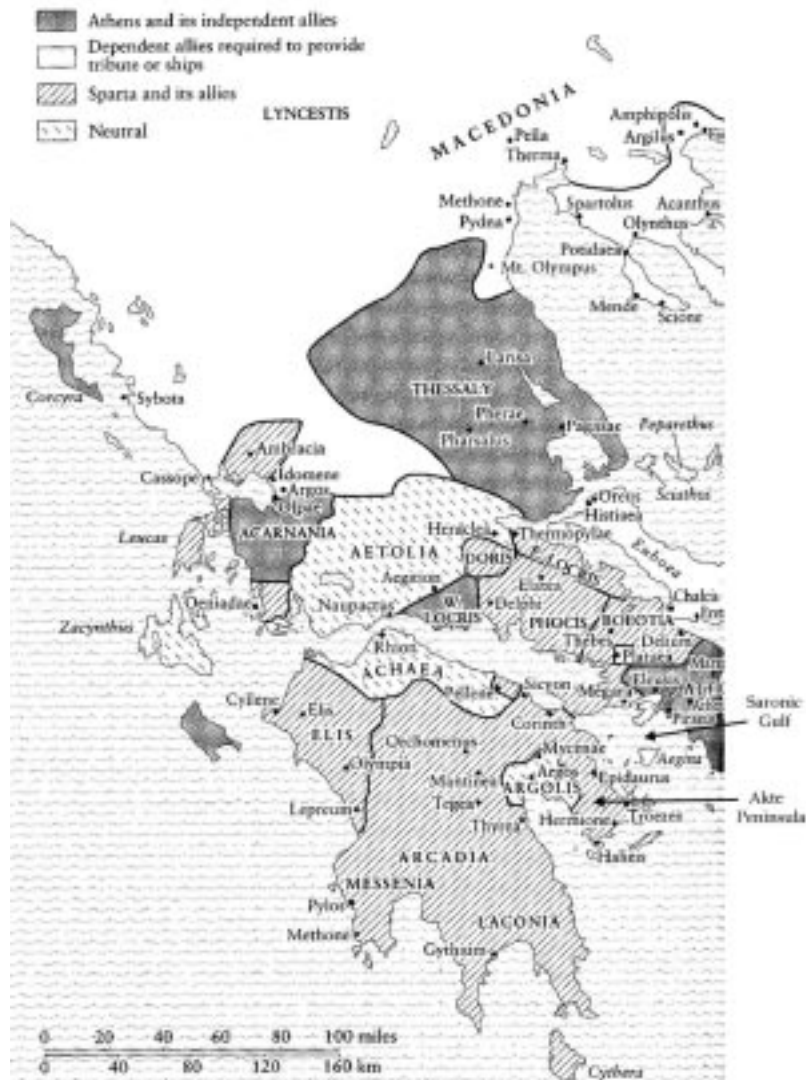 Athens and its independent allies
Dependent allies required to provide
tribute or ships
Sparta and its allies
Neutral
LYNCESTIS
MACEDONIA
Amphipolis
Argilus
Pella
Therma
Methone
Pydna
Spartolus
Acanthus
Olynthus
Potidaea
Mt. Olympus
Mende
Scione
Larisa
THESSALY
Pherae
Pharsalus
Pagasae
Peparethus
Sciathus
Corcyra
Sybota
Ambracia
Cassope
Idomene
Argos
Olpae
Oreos
Histiaea
Leucas
ACARNANIA
AETOLIA
Heraclea
Thermopylae
Euboea
DORIS
LOCRIS
Aegitium
Elatea
Oeniadae
Naupactus
W.
LOCRIS
Delphi
PHOCIS
BOEOTIA
Chalcis
Zacynthus
Thebes
Delium
Rhion
Plataea
ACHAEA
Eleusis
Pellene
Sicyon
Megara
Cyllene
Elis
Corinth
Piraeus
Saronic
Gulf
ELIS
Orchomenus
Mycenae
Aegina
Olympia
Mantinea
Argos
Epidaurus
ARGOLIS
Lepreum
Tegea
Hermione
Troezen
Akte
Peninsula
Thyrea
Halieis
ARCADIA
MESSENIA
Pylos
LACONIA
Methone
Gythium
0 20 40 60 80 100 miles
0 40 80 120 160 km
Cythera